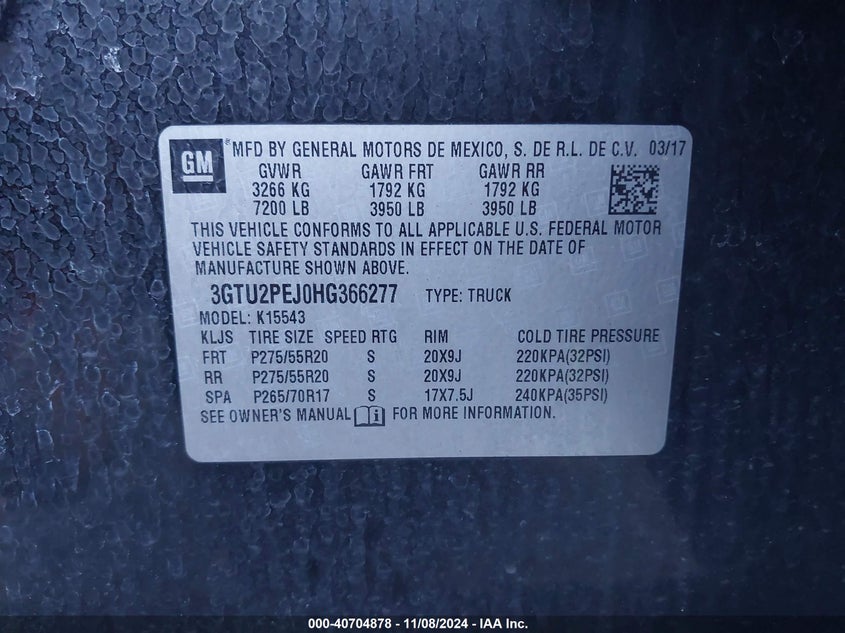 GM MFD BY GENERAL MOTORS DE MEXICO, S. DE R.L. DE C.V. 03/17
GVWR GAWR FRT GAWR RR
3266 KG 1792 KG 1792 KG
7200 LB 3950 LB 3950 LB
THIS VEHICLE CONFORMS TO ALL APPLICABLE U.S. FEDERAL MOTOR
VEHICLE SAFETY STANDARDS IN EFFECT ON THE DATE OF
MANUFACTURE SHOWN ABOVE.
3GTU2PEJ0HG366277 TYPE: TRUCK
MODEL: K15543
KLJS TIRE SIZE SPEED RTG RIM COLD TIRE PRESSURE
FRT P275/55R20 S 20X9J 220KPA(32PSI)
RR P275/55R20 S 20X9J 220KPA(32PSI)
SPA P265/70R17 S 17X7.5J 240KPA(35PSI)
SEE OWNER'S MANUAL FOR MORE INFORMATION.
000-40704878 - 11/08/2024 - IAA Inc.